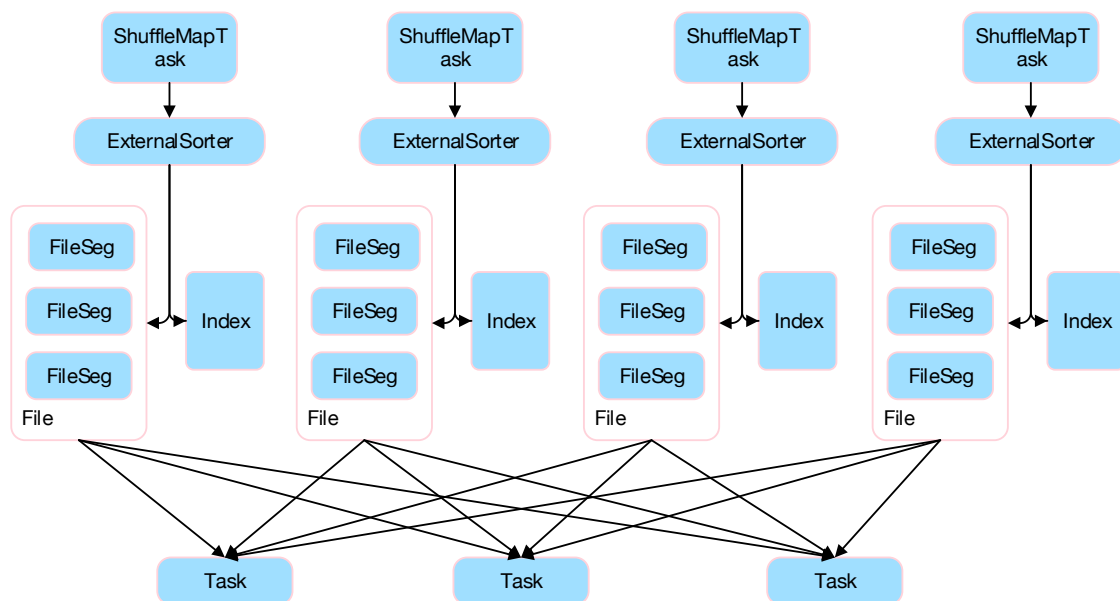 ShuffleMapT
ask
ShuffleMapT
ask
ShuffleMapT
ask
ShuffleMapT
ask
ExternalSorter
ExternalSorter
ExternalSorter
ExternalSorter
FileSeg
FileSeg
FileSeg
File
Index
FileSeg
FileSeg
FileSeg
File
Index
FileSeg
FileSeg
FileSeg
File
Index
FileSeg
FileSeg
FileSeg
File
Index
Task
Task
Task